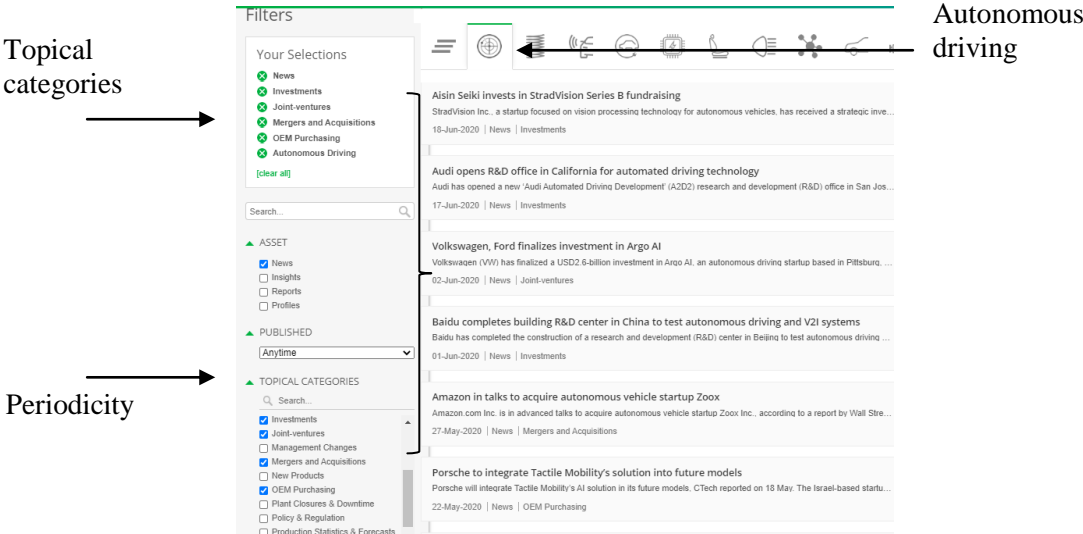 Autonomous
driving
Topical
categories
Periodicity
Filters
Your Selections
News
Investments
Joint-ventures
Mergers and Acquisitions
OEM Purchasing
Autonomous Driving
[clear all]
Search...
ASSET
News
Insights
Reports
Profiles
PUBLISHED
Anytime
TOPICAL CATEGORIES
Search...
Investments
Joint-ventures
Management Changes
Mergers and Acquisitions
New Products
OEM Purchasing
Plant Closures & Downtime
Policy & Regulation
Production Statistics & Forecasts
Aisin Seiki invests in StradVision Series B fundraising
StradVision Inc., a startup focused on vision processing technology for autonomous vehicles, has received a strategic inve...
18-Jun-2020 | News | Investments
Audi opens R&D office in California for automated driving technology
Audi has opened a new 'Audi Automated Driving Development' (A2D2) research and development (R&D) office in San Jos...
17-Jun-2020 | News | Investments
Volkswagen, Ford finalizes investment in Argo AI
Volkswagen (VW) has finalized a USD2.6-billion investment in Argo AI, an autonomous driving startup based in Pittsburg, ...
02-Jun-2020 | News | Joint-ventures
Baidu completes building R&D center in China to test autonomous driving and V2I systems
Baidu has completed the construction of a research and development (R&D) center in Beijing to test autonomous driving ...
01-Jun-2020 | News | Investments
Amazon in talks to acquire autonomous vehicle startup Zoox
Amazon.com Inc. is in advanced talks to acquire autonomous vehicle startup Zoox Inc., according to a report by Wall Stre...
27-May-2020 | News | Mergers and Acquisitions
Porsche to integrate Tactile Mobility's solution into future models
Porsche will integrate Tactile Mobility's AI solution in its future models, CTech reported on 18 May. The Israel-based startu...
22-May-2020 | News | OEM Purchasing